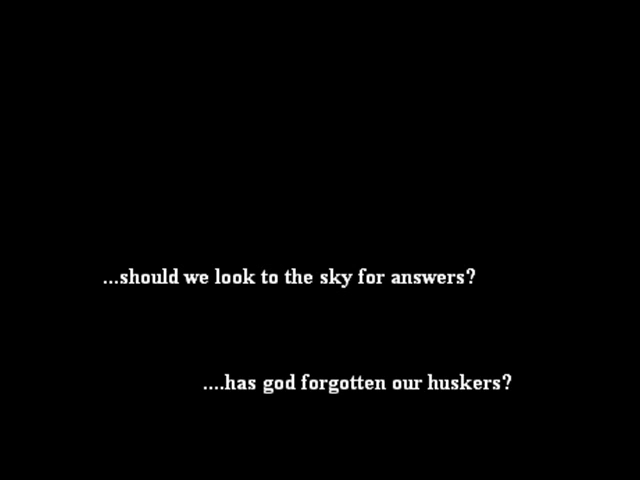 ...should we look to the sky for answers?
....has god forgotten our huskers?